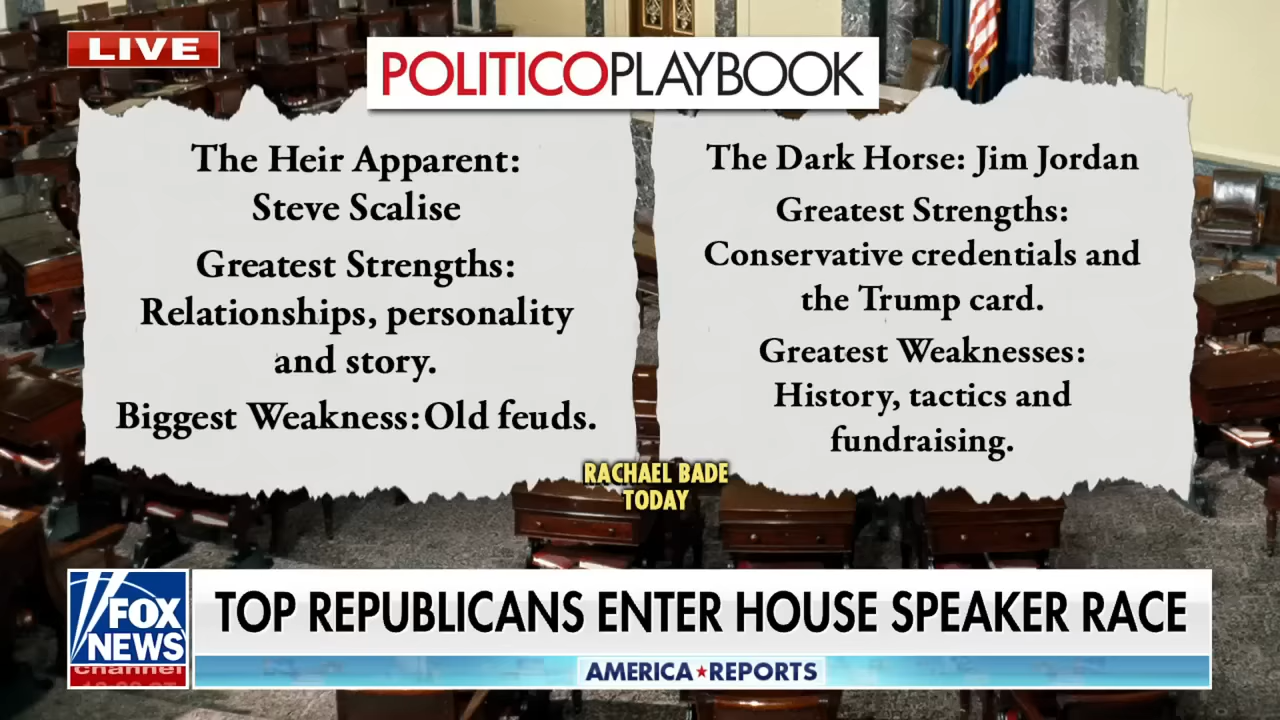 LIVE
POLITICOPLAYBOOK
The Heir Apparent:
Steve Scalise
Greatest Strengths:
Relationships, personality
and story.
Biggest Weakness: Old feuds.
The Dark Horse: Jim Jordan
Greatest Strengths:
Conservative credentials and
the Trump card.
Greatest Weaknesses:
History, tactics and
fundraising.
RACHAEL BADE
TODAY
FOX
NEWS
channel
TOP REPUBLICANS ENTER HOUSE SPEAKER RACE
AMERICA REPORTS